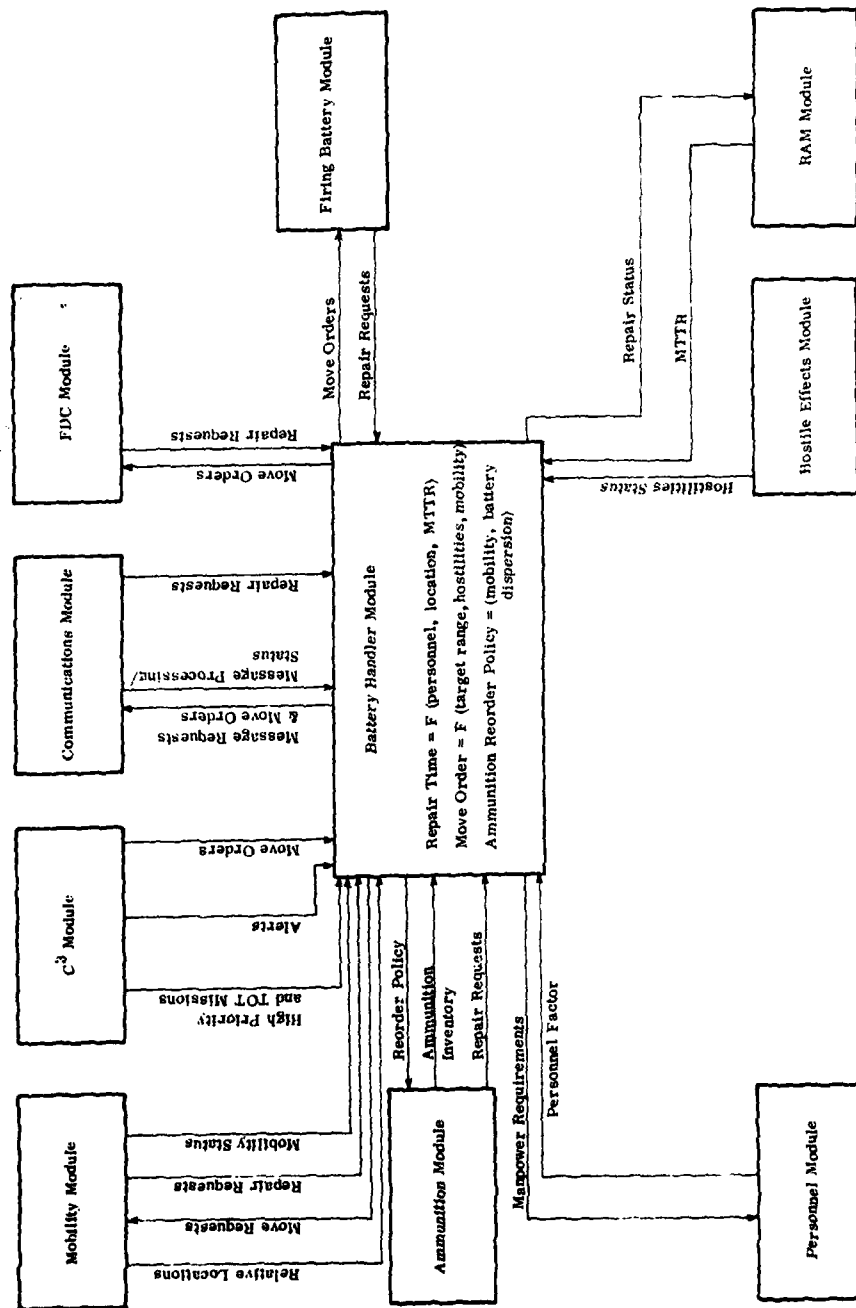 Mobility Module
C³ Module
Communications Module
FDC Module
Relative Locations
Move Requests
Repair Requests
Mobility Status
High Priority
and TOT Missions
Alerts
Move Orders
Message Requests
& Move Orders
Message Processing/
Status
Repair Requests
Move Orders
Repair Requests
Ammunition Module
Reorder Policy
Ammunition
Inventory
Repair Requests
Battery Handler Module
Repair Time = F (personnel, location, MTTR)
Move Order = F (target range, hostilities, mobility)
Ammunition Reorder Policy = (mobility, battery
dispersion)
Move Orders
Repair Requests
Firing Battery Module
Manpower Requirements
Personnel Factor
Hostilities Status
MTTR
Repair Status
Personnel Module
Hostile Effects Module
RAM Module